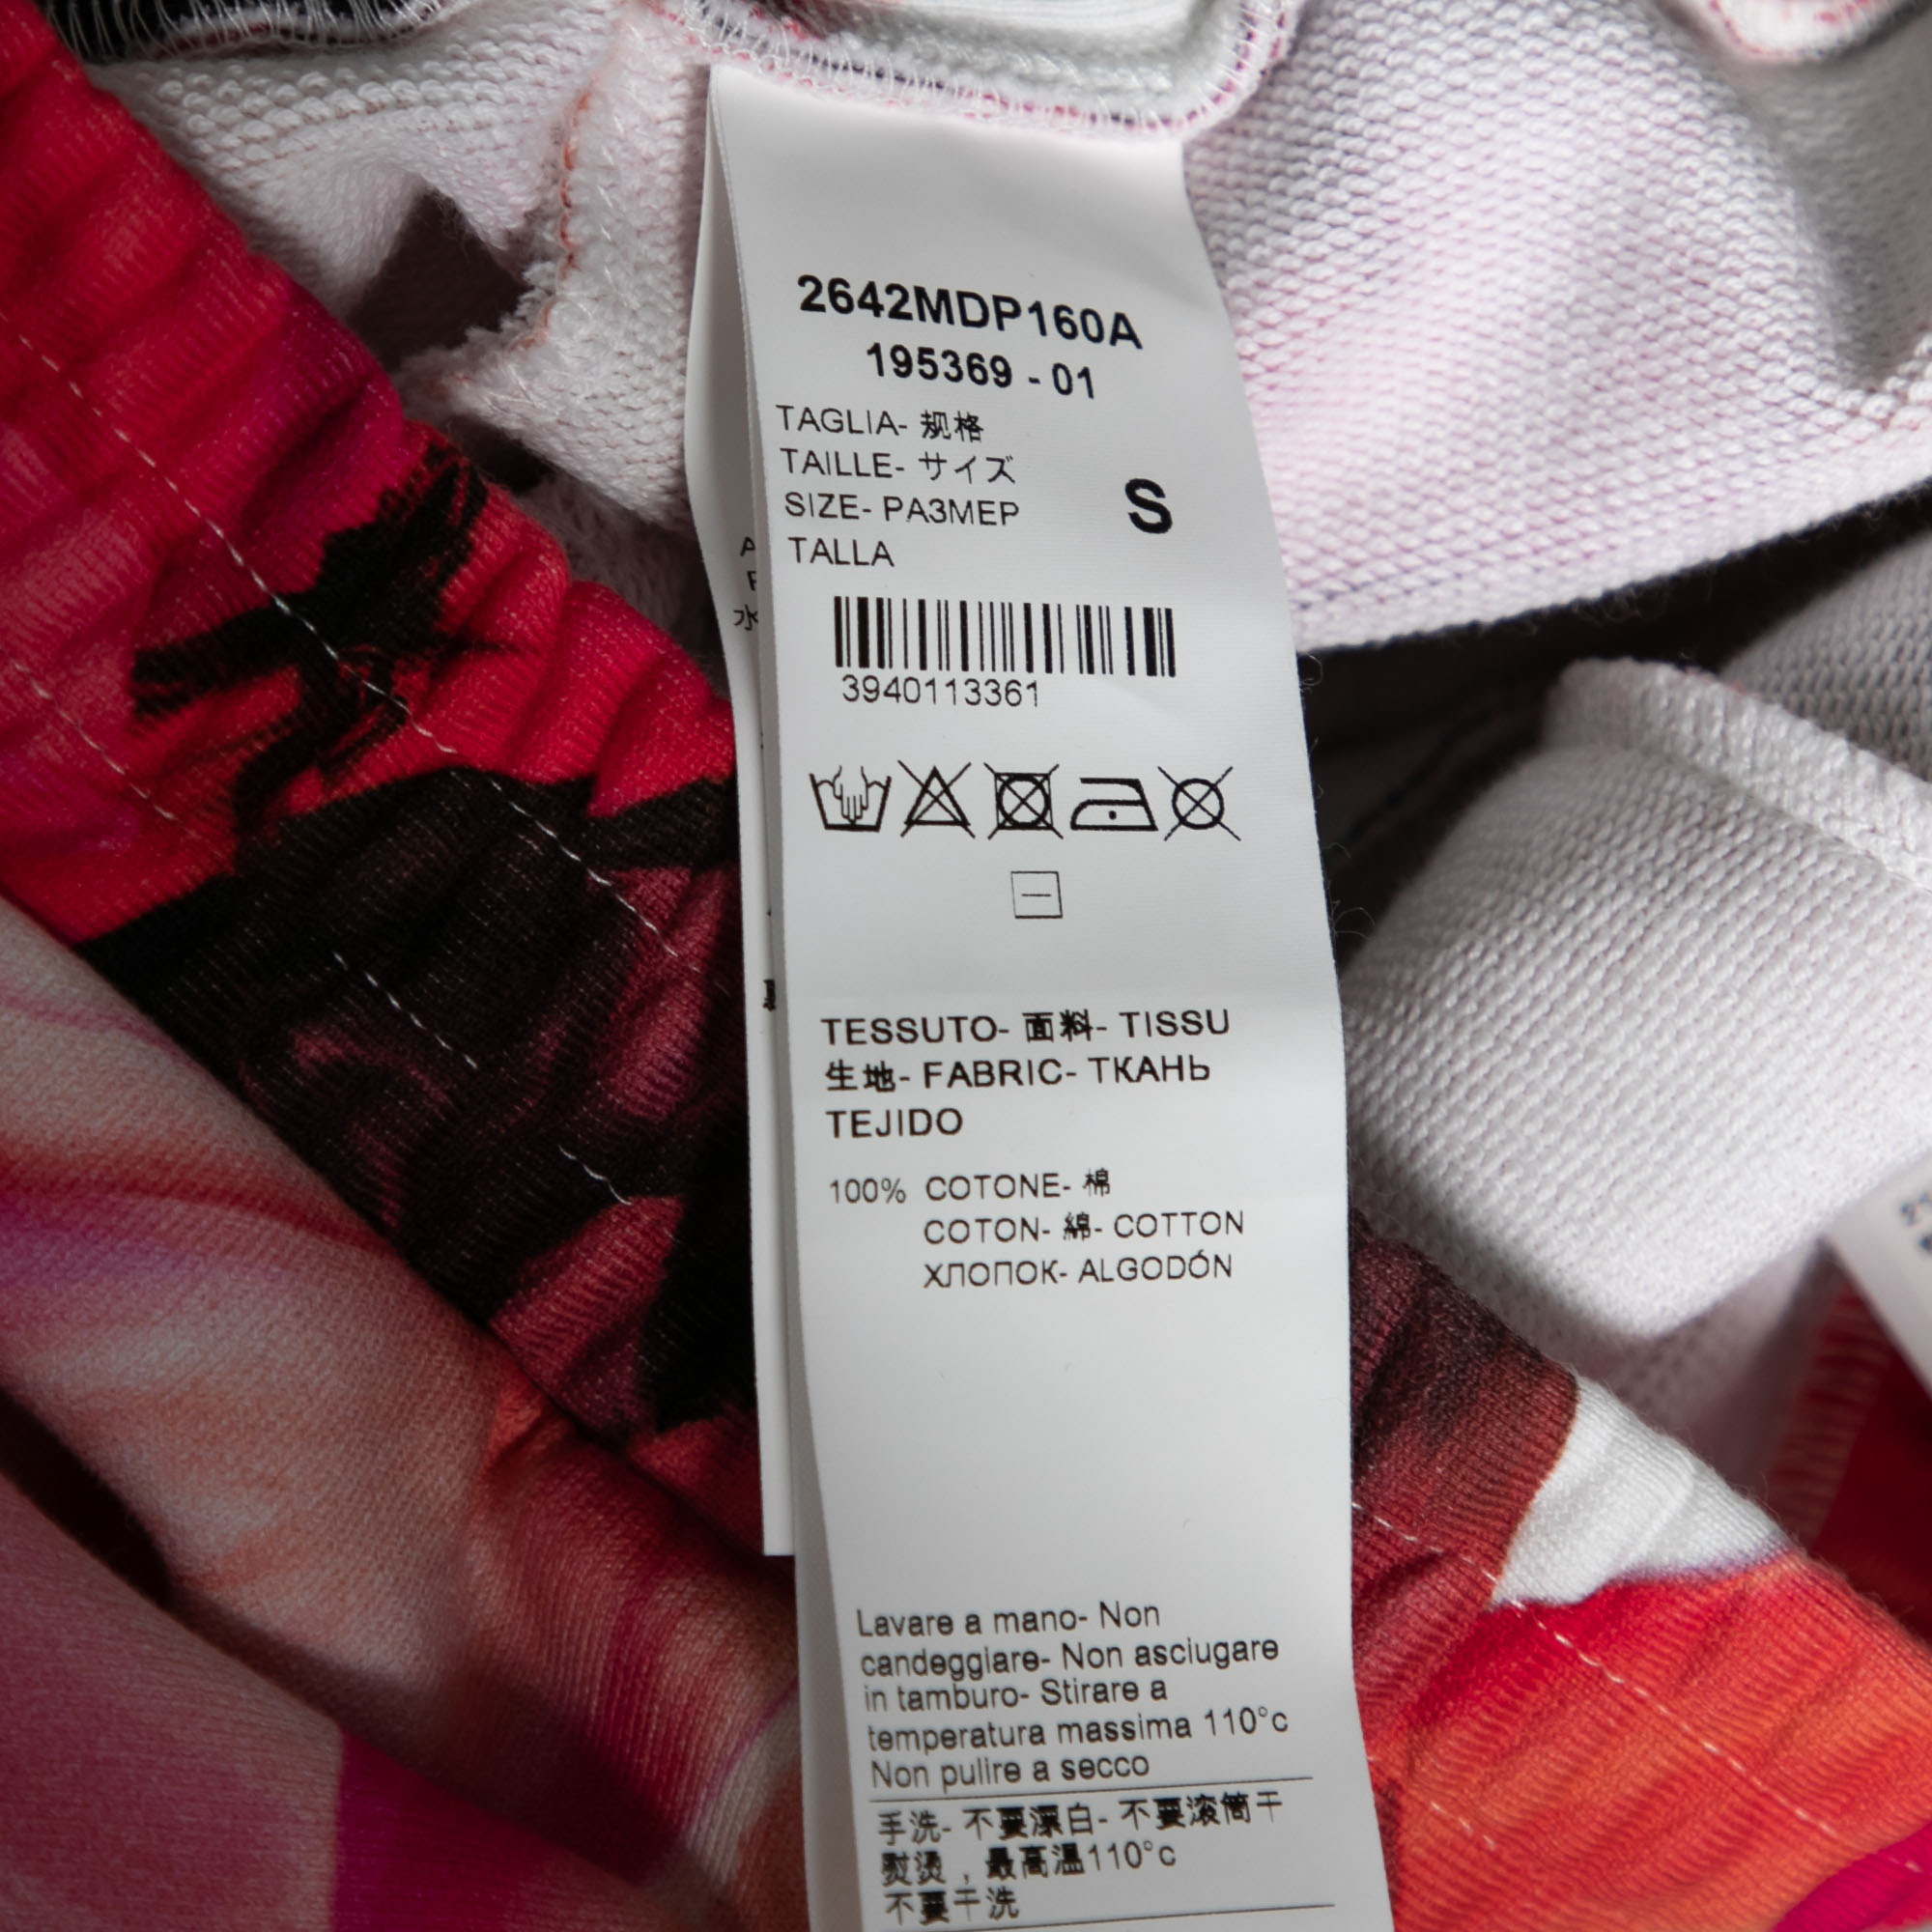 2642MDP160A
195369 - 01
TAGLIA- 规格
TAILLE- サイズ
SIZE- РАЗМЕР
TALLA
S
3940113361
TESSUTO- 面料- TISSU
生地- FABRIC- ТКАНЬ
TEJIDO
100% COTONE- 棉
COTON- 綿- COTTON
ХЛОПОК- ALGODÓN
Lavare a mano- Non
candeggiare- Non asciugare
in tamburo- Stirare a
temperatura massima 110°c
Non pulire a secco
手洗- 不要漂白- 不要滚筒干
熨烫，最高温110°c
不要干洗